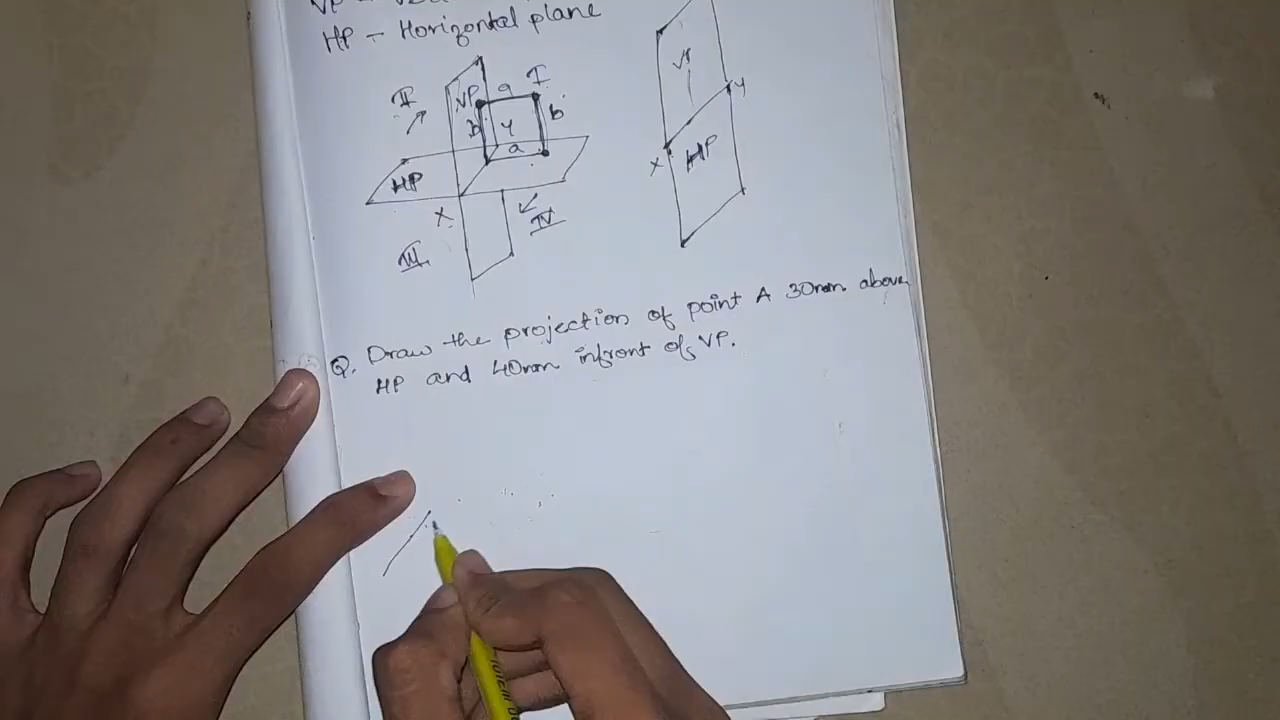 HP - Horizontal plane
II
VP
a
I
b
b
y
a
HP
X
IV
III
y
X
HP
Q. Draw the projection of point A 30mm above
HP and 40mm infront of VP.